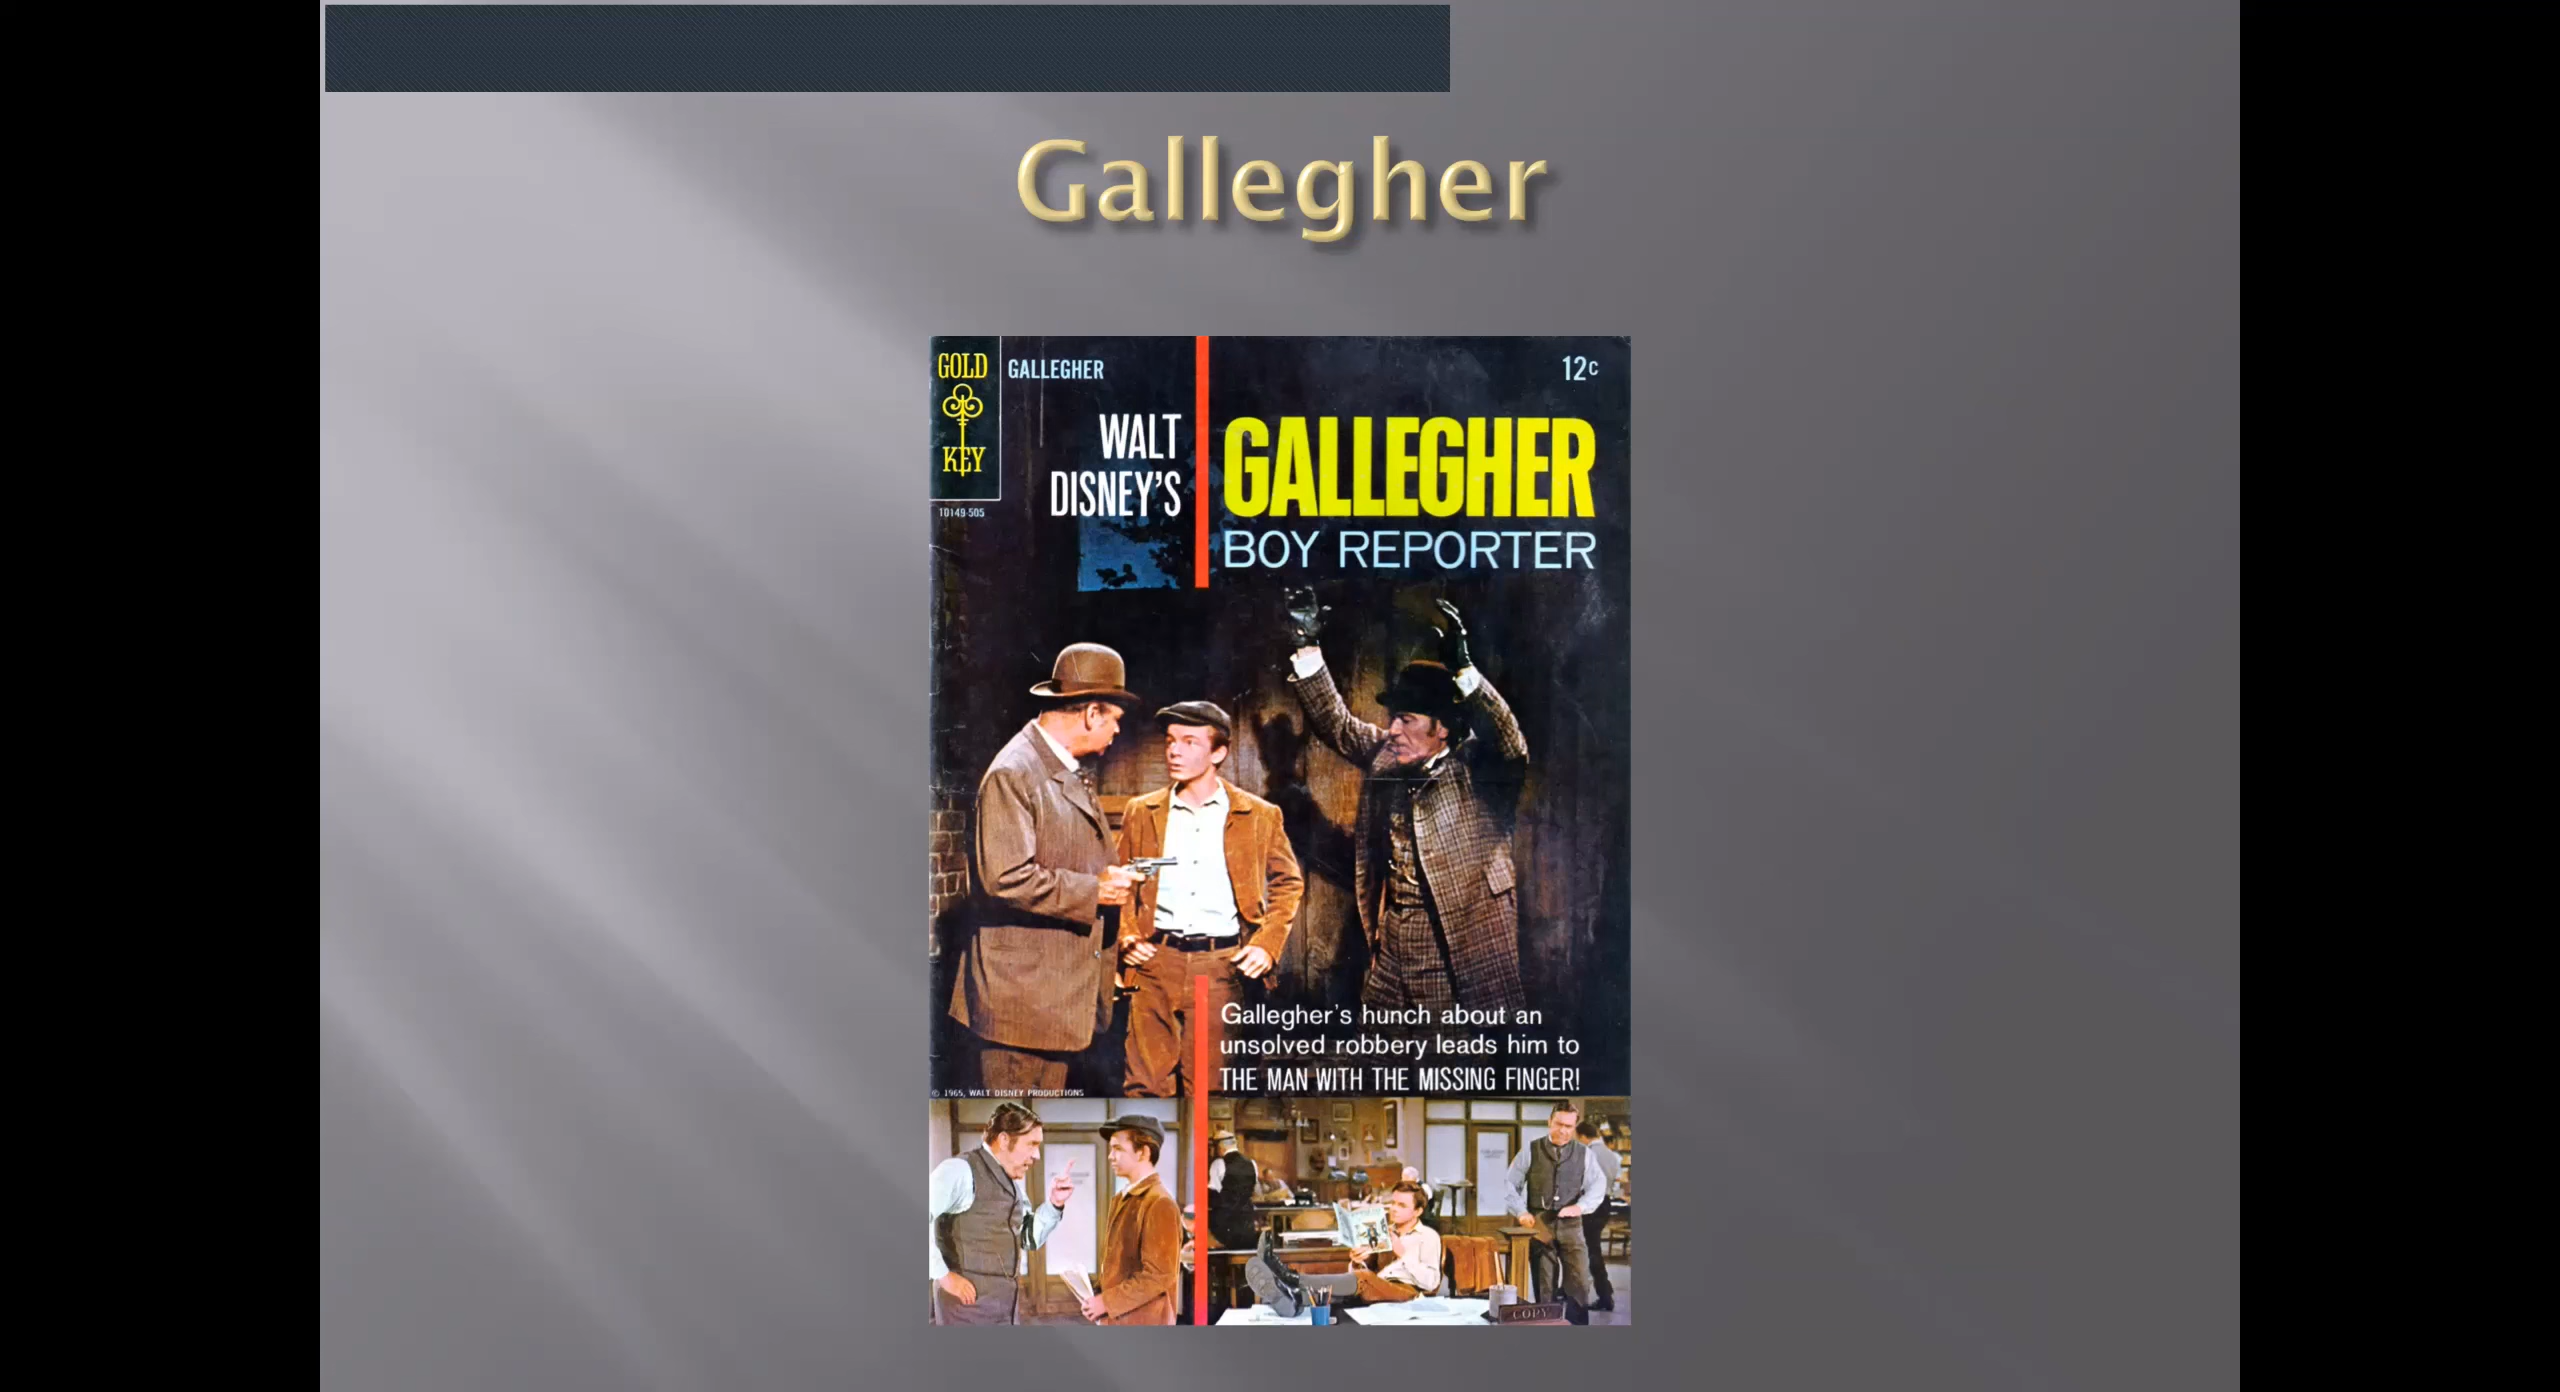 Gallegher
GOLD
KEY
GALLEGHER
12c
WALT
DISNEY'S
GALLEGHER
BOY REPORTER
10149-505
Gallegher's hunch about an
unsolved robbery leads him to
THE MAN WITH THE MISSING FINGER!
© 1965, WALT DISNEY PRODUCTIONS
COPY